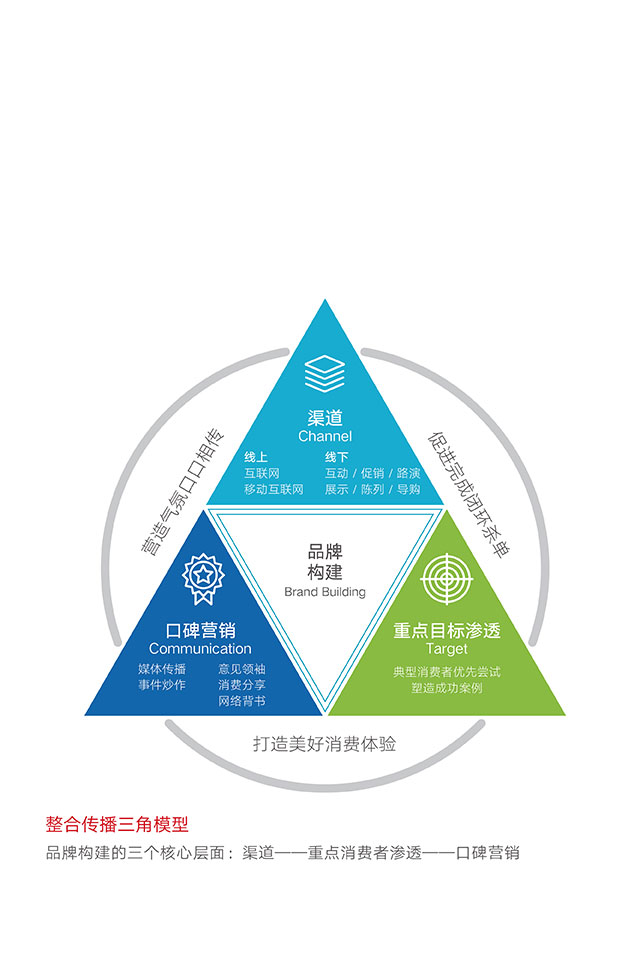 渠道
Channel
线上
互联网
移动互联网
线下
互动 / 促销 / 路演
展示 / 陈列 / 导购
营造气氛口口相传
促进完成闭环杀单
品牌
构建
Brand Building
口碑营销
Communication
媒体传播
事件炒作
意见领袖
消费分享
网络背书
重点目标渗透
Target
典型消费者优先尝试
塑造成功案例
打造美好消费体验
整合传播三角模型
品牌构建的三个核心层面：渠道——重点消费者渗透——口碑营销